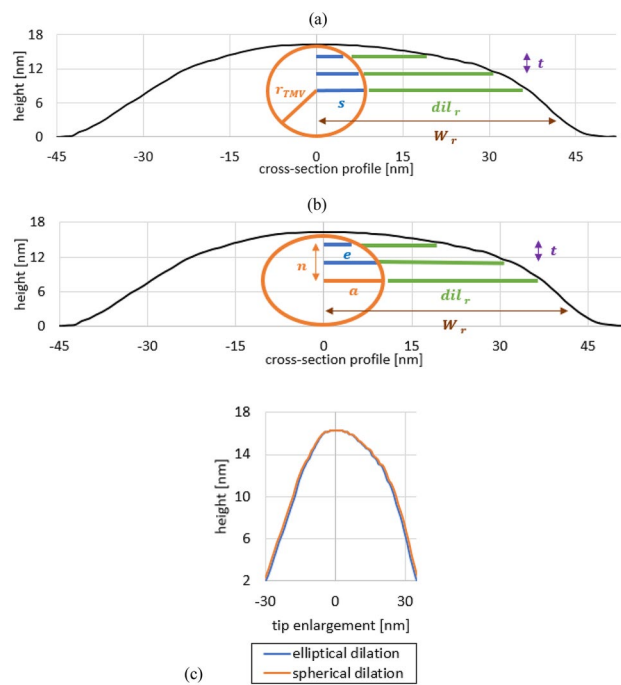 (a)
18
12
6
0
height [nm]
r_TMV
s
dil_r
W_r
t
-45 -30 -15 0 15 30 45
cross-section profile [nm]
(b)
18
12
6
0
height [nm]
n
e
a
dil_r
W_r
t
-45 -30 -15 0 15 30 45
cross-section profile [nm]
18
14
10
6
2
height [nm]
-30 0 30
tip enlargement [nm]
elliptical dilation
spherical dilation
(c)